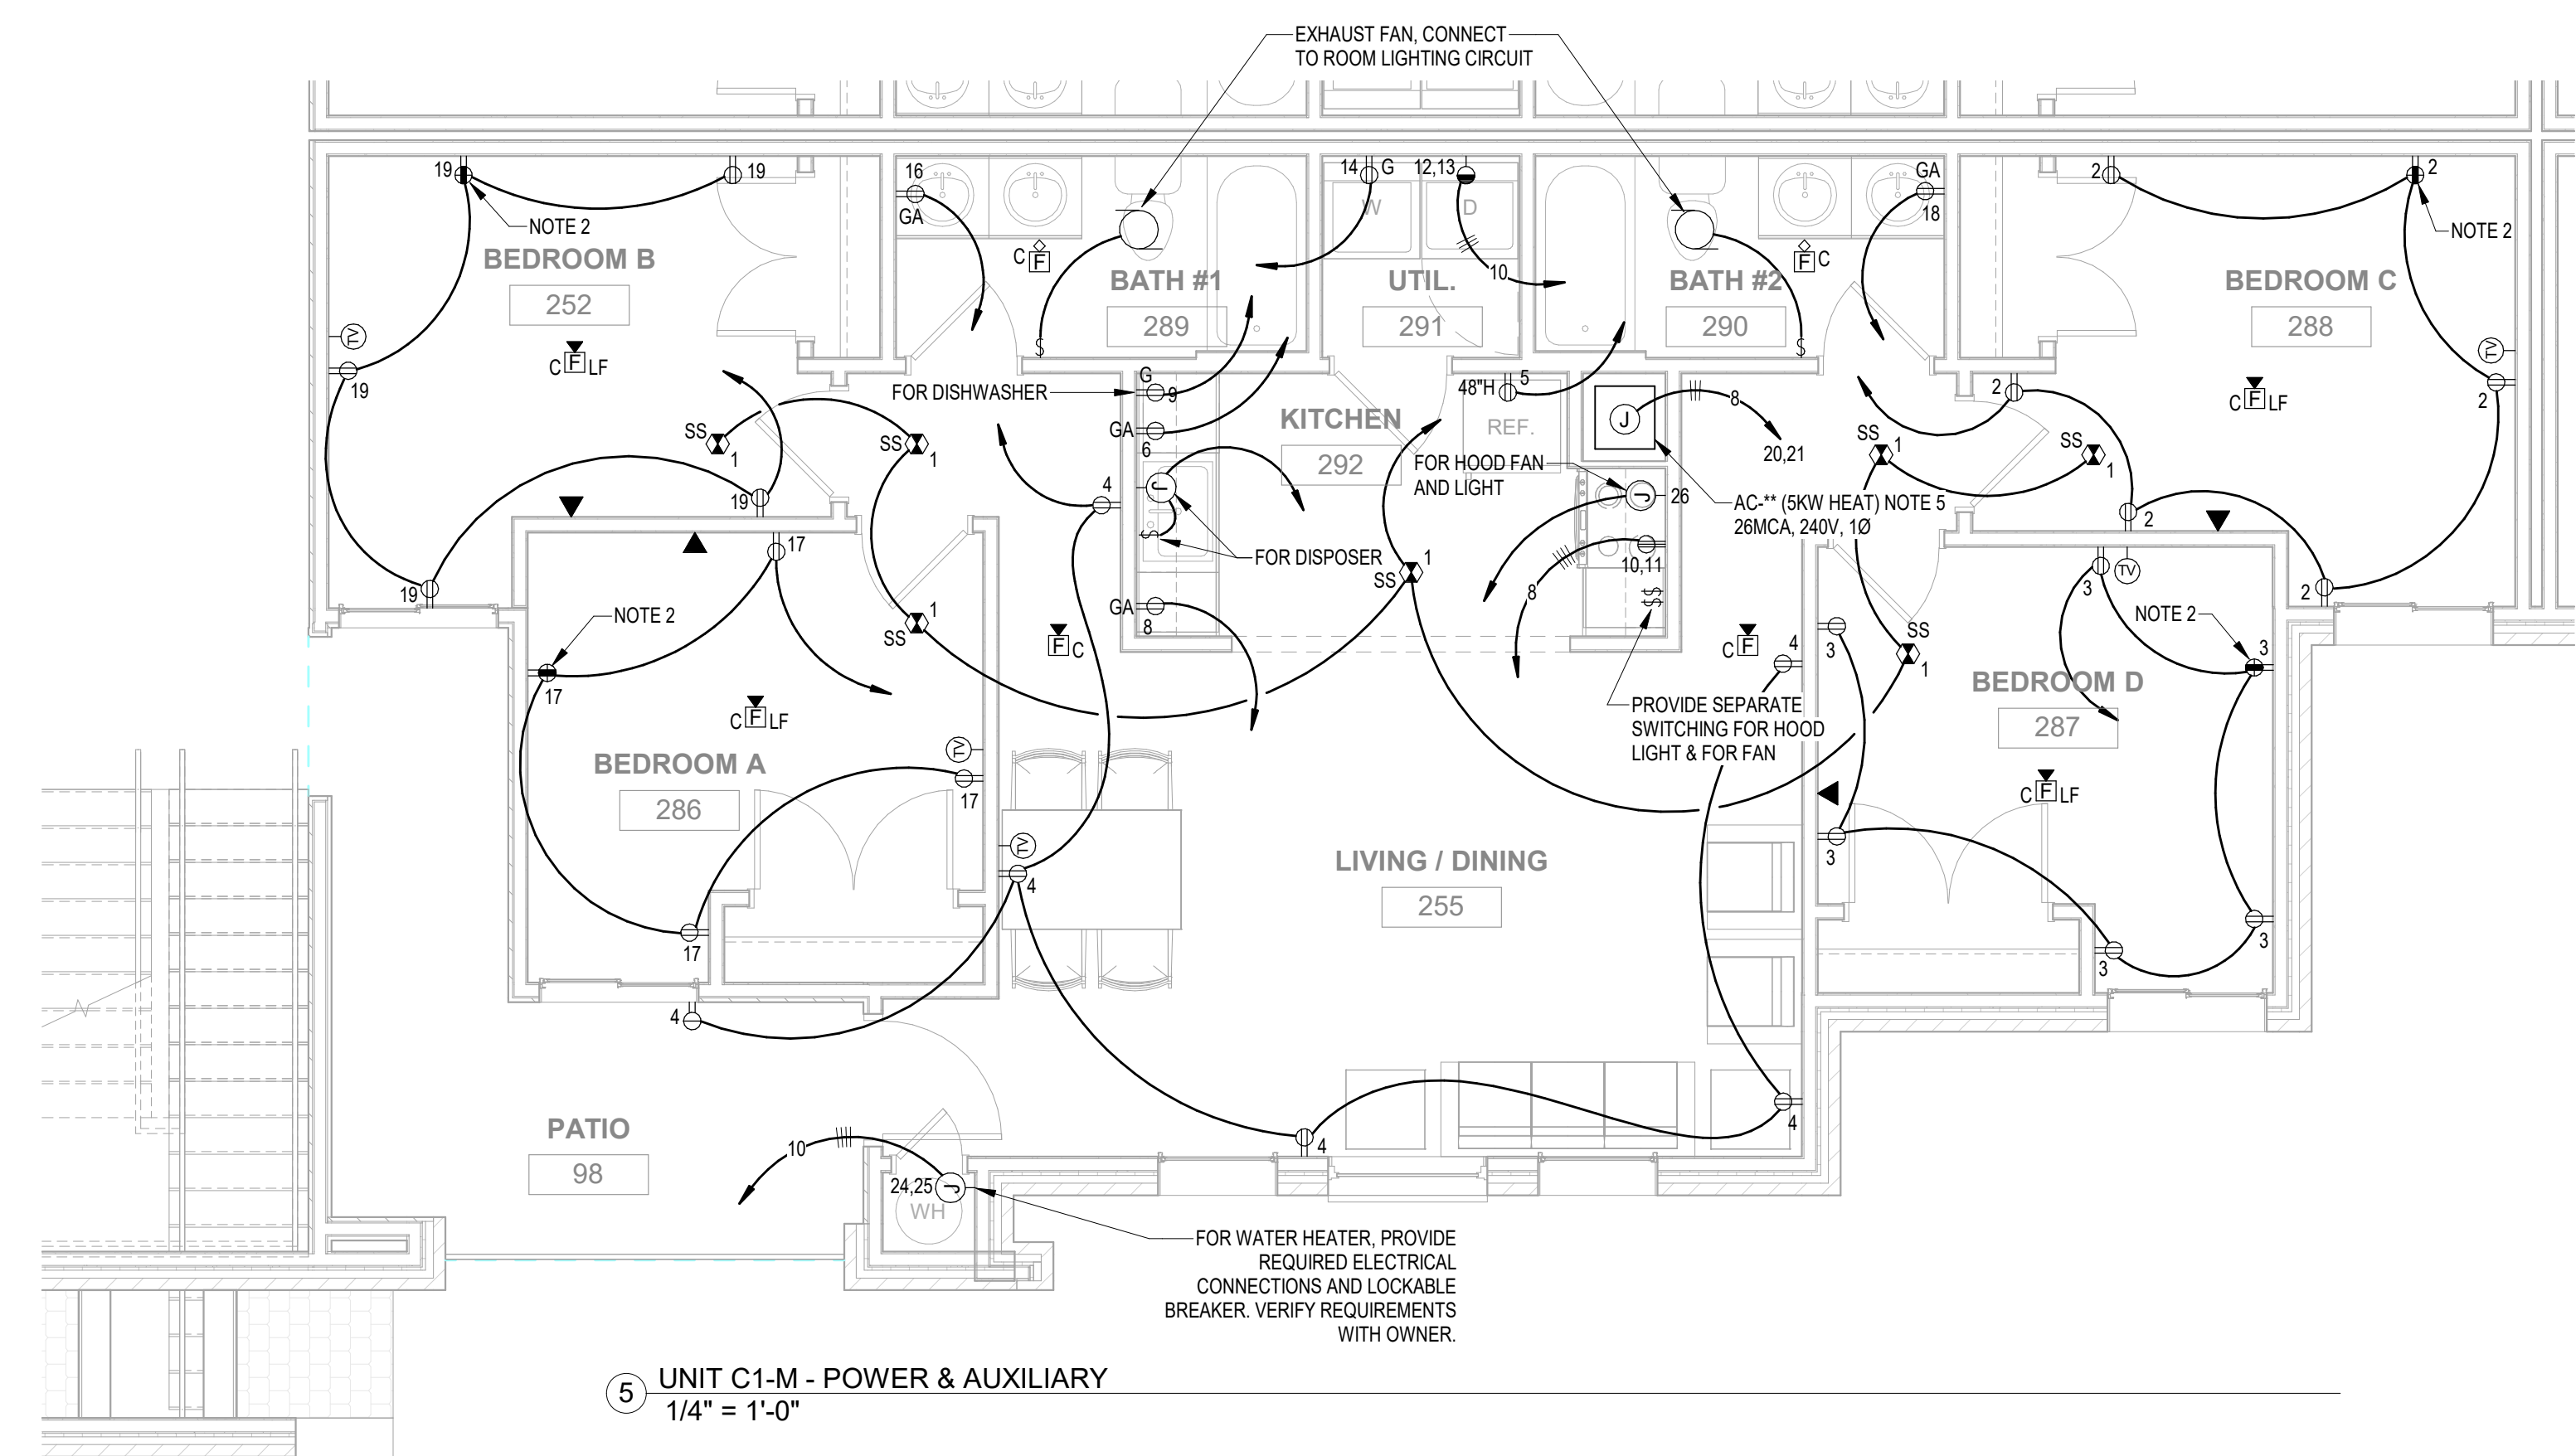 EXHAUST FAN, CONNECT
TO ROOM LIGHTING CIRCUIT
19
19
NOTE 2
BEDROOM B
252
TV
19
C F LF
16
GA
C F
BATH #1
289
14 G
W
12,13
D
10
UTIL.
291
BATH #2
290
F C
GA
18
2
2
NOTE 2
BEDROOM C
288
TV
2
C F LF
$
$
FOR DISHWASHER
G
9
GA
6
KITCHEN
292
48"H
5
REF.
J
8
20,21
2
SS
1
SS
1
SS
1
SS
1
19
19
4
J
$
FOR DISPOSER
FOR HOOD FAN
AND LIGHT
J
26
AC-** (5KW HEAT) NOTE 5
26MCA, 240V, 1Ø
10,11
8
$$
2
2
17
NOTE 2
17
1
SS
GA
8
F C
1
SS
C F
4
3
SS
1
3
TV
NOTE 2
3
BEDROOM D
287
C F LF
C F LF
BEDROOM A
286
TV
17
17
PROVIDE SEPARATE
SWITCHING FOR HOOD
LIGHT & FOR FAN
3
3
3
TV
4
LIVING / DINING
255
4
4
4
PATIO
98
10
24,25
J
WH
FOR WATER HEATER, PROVIDE
REQUIRED ELECTRICAL
CONNECTIONS AND LOCKABLE
BREAKER. VERIFY REQUIREMENTS
WITH OWNER.
5
UNIT C1-M - POWER & AUXILIARY
1/4" = 1'-0"